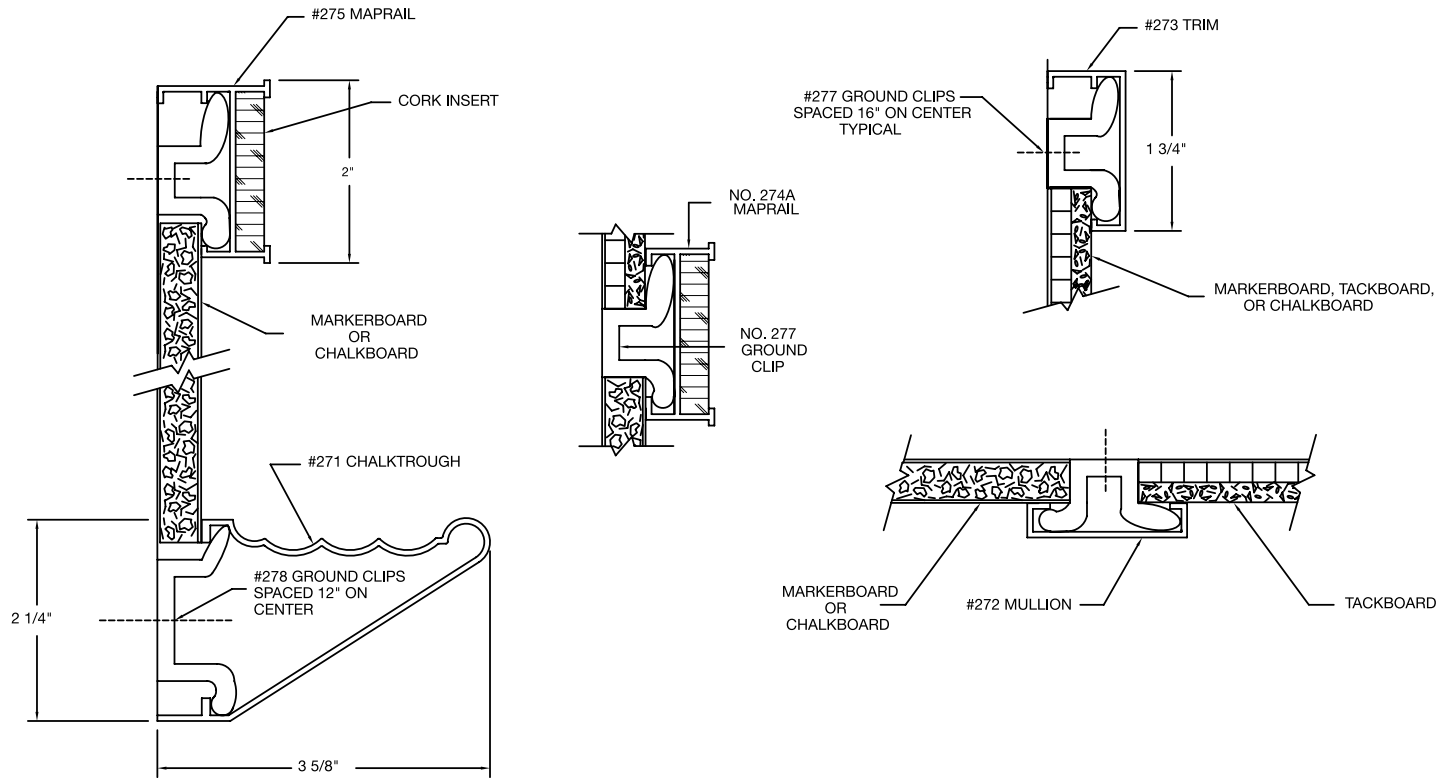 #275 MAPRAIL
CORK INSERT
2"
MARKERBOARD
OR
CHALKBOARD
#271 CHALKTROUGH
#278 GROUND CLIPS
SPACED 12" ON
CENTER
2 1/4"
3 5/8"
NO. 274A
MAPRAIL
NO. 277
GROUND
CLIP
#273 TRIM
#277 GROUND CLIPS
SPACED 16" ON CENTER
TYPICAL
1 3/4"
MARKERBOARD, TACKBOARD,
OR CHALKBOARD
MARKERBOARD
OR
CHALKBOARD
#272 MULLION
TACKBOARD